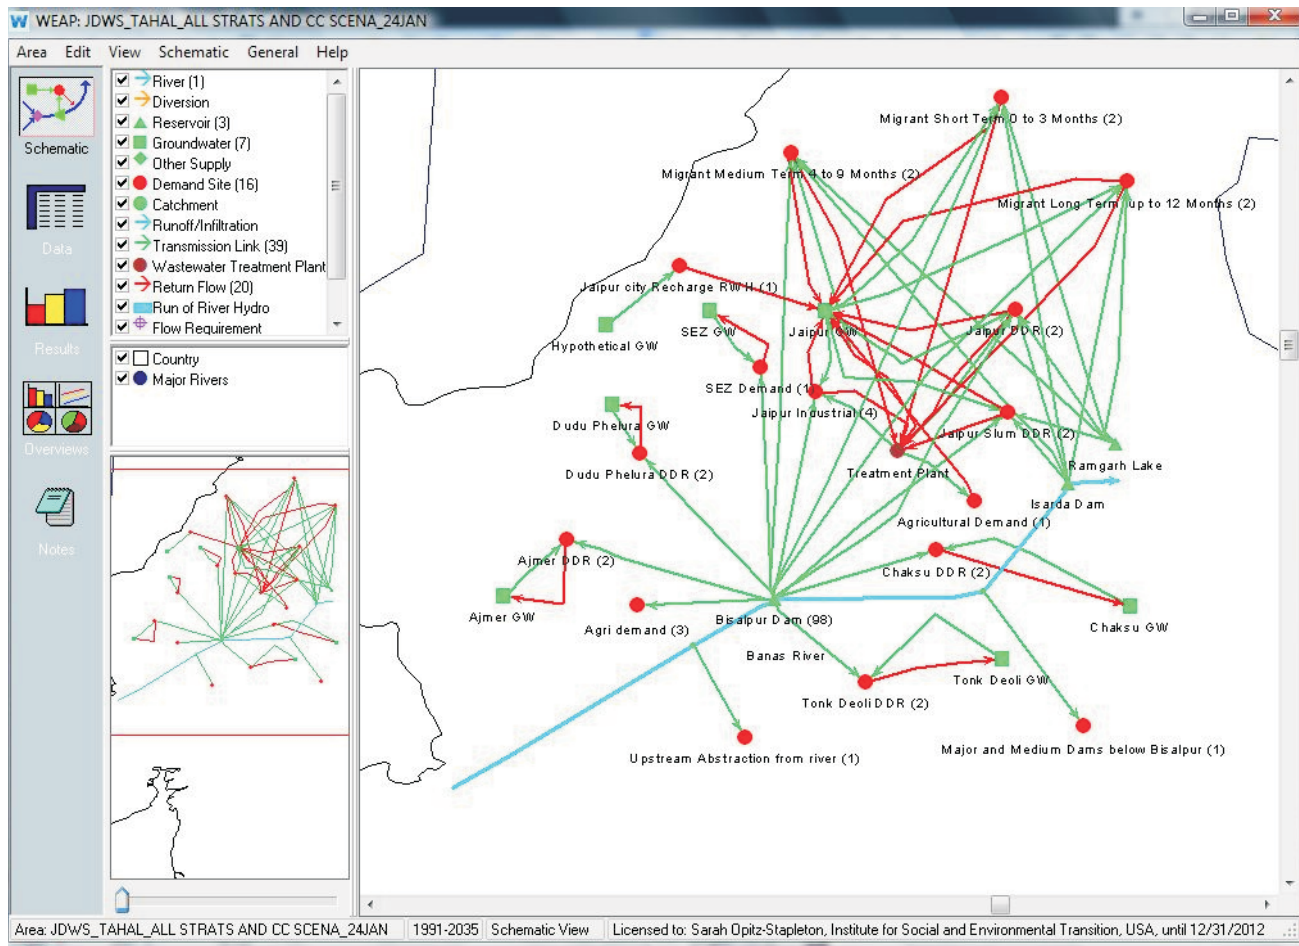 WEAP: JDWS_TAHAL_ALL STRATS AND CC SCENA_24JAN
Area Edit View Schematic General Help
Schematic
Data
Results
Overviews
Notes
River (1)
Diversion
Reservoir (3)
Groundwater (7)
Other Supply
Demand Site (16)
Catchment
Runoff/Infiltration
Transmission Link (39)
Wastewater Treatment Plant
Return Flow (20)
Run of River Hydro
Flow Requirement
Country
Major Rivers
Migrant Short Term 0 to 3 Months (2)
Migrant Medium Term 4 to 9 Months (2)
Migrant Long Term up to 12 Months (2)
Jaipur city Recharge RWH (1)
Hypothetical GW
SEZ GW
Jaipur GW
Jaipur DDR (2)
SEZ Demand (1)
Jaipur Industrial (4)
Dudu Phelura GW
Jaipur Slum DDR (2)
Dudu Phelura DDR (2)
Treatment Plant
Ramgarh Lake
Isarda Dam
Agricultural Demand (1)
Ajmer DDR (2)
Chaksu DDR (2)
Ajmer GW
Agri demand (3)
Bisalpur Dam (98)
Chaksu GW
Banas River
Tonk Deoli GW
Tonk Deoli DDR (2)
Upstream Abstraction from river (1)
Major and Medium Dams below Bisalpur (1)
Area: JDWS_TAHAL_ALL STRATS AND CC SCENA_24JAN 1991-2035 Schematic View Licensed to: Sarah Opitz-Stapleton, Institute for Social and Environmental Transition, USA, until 12/31/2012